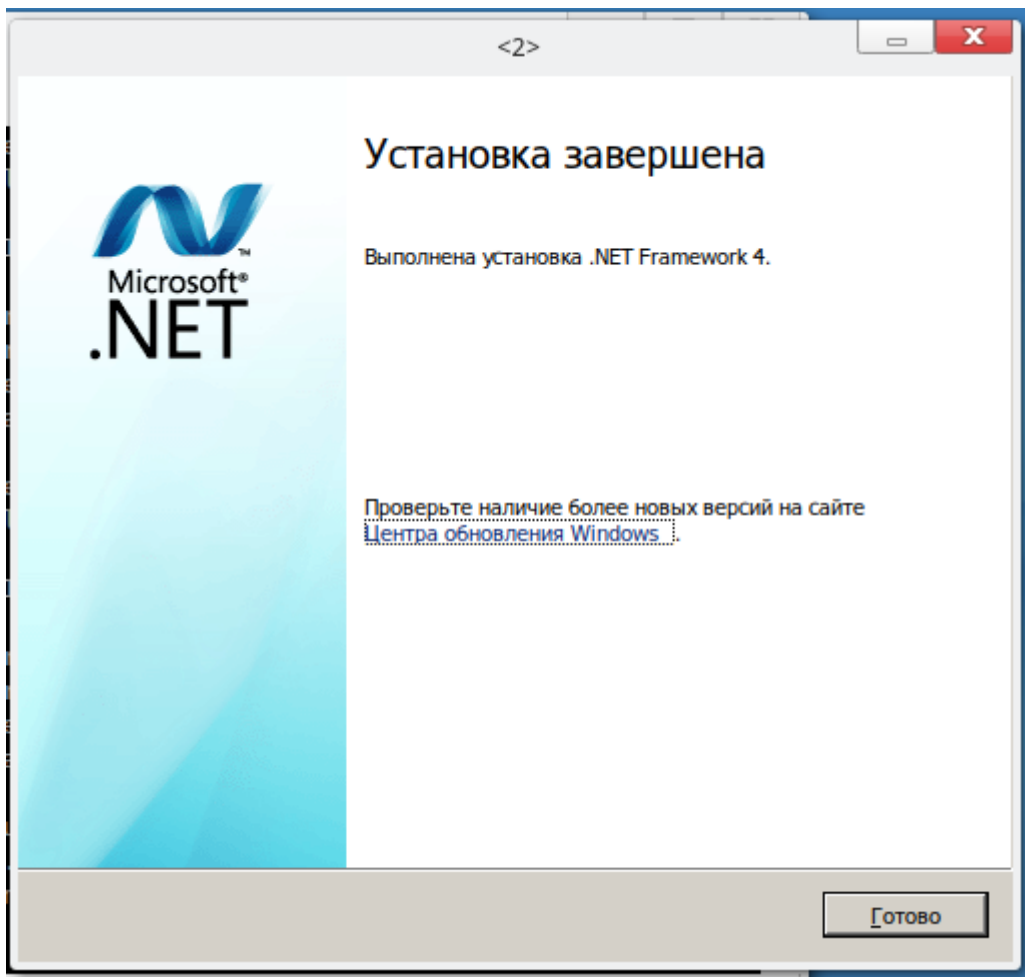 <2>
Установка завершена
Выполнена установка .NET Framework 4.
Microsoft®
.NET
Проверьте наличие более новых версий на сайте
Центра обновления Windows .
Готово